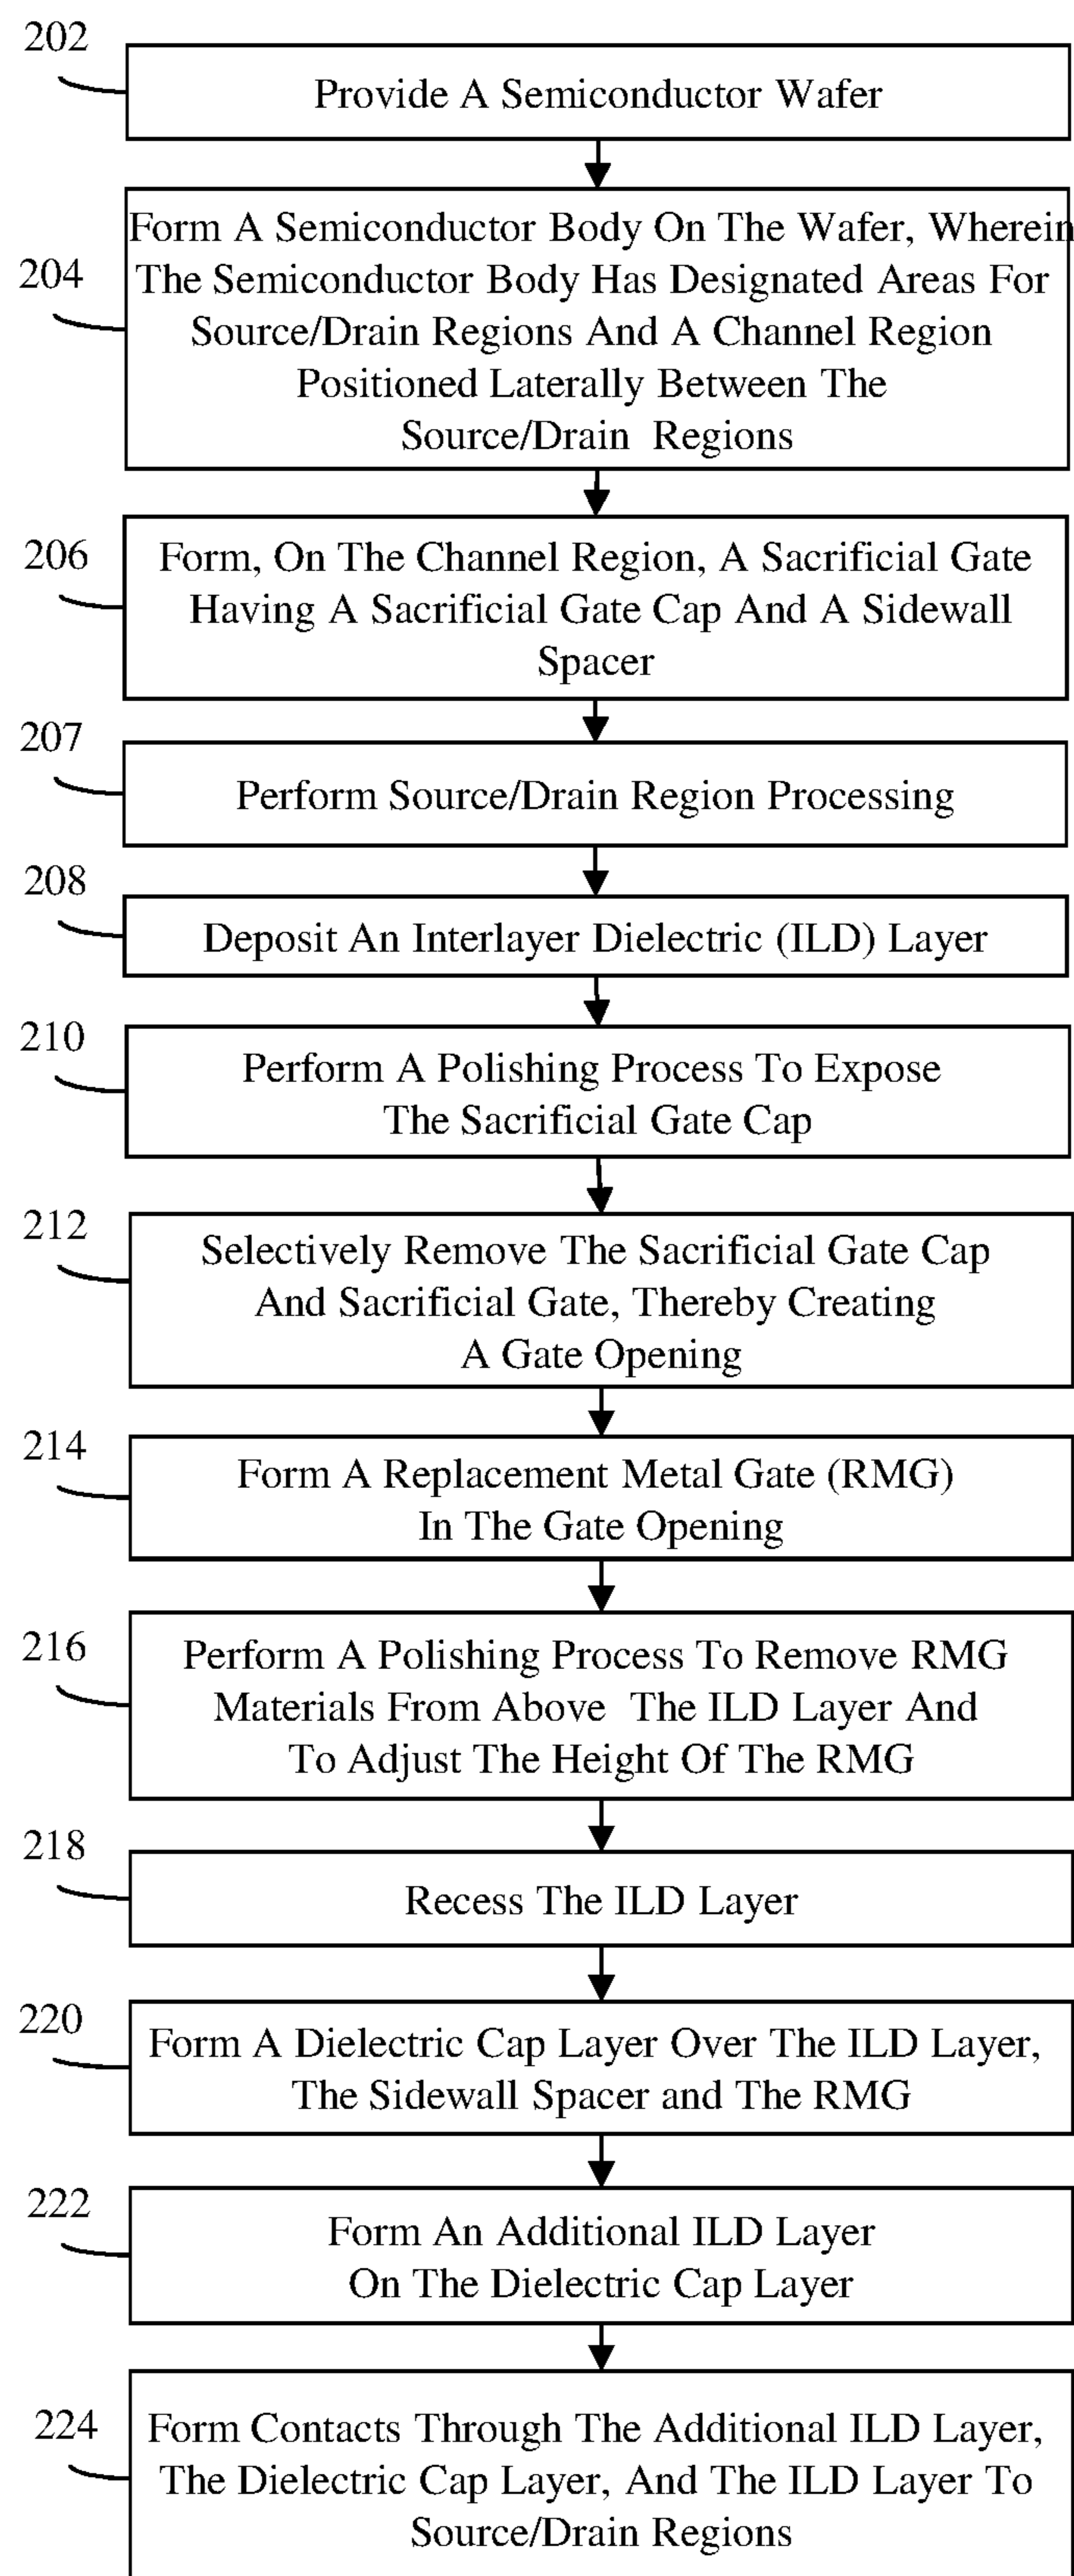 202
Provide A Semiconductor Wafer
204
Form A Semiconductor Body On The Wafer, Wherein
The Semiconductor Body Has Designated Areas For
Source/Drain Regions And A Channel Region
Positioned Laterally Between The
Source/Drain Regions
206
Form, On The Channel Region, A Sacrificial Gate
Having A Sacrificial Gate Cap And A Sidewall
Spacer
207
Perform Source/Drain Region Processing
208
Deposit An Interlayer Dielectric (ILD) Layer
210
Perform A Polishing Process To Expose
The Sacrificial Gate Cap
212
Selectively Remove The Sacrificial Gate Cap
And Sacrificial Gate, Thereby Creating
A Gate Opening
214
Form A Replacement Metal Gate (RMG)
In The Gate Opening
216
Perform A Polishing Process To Remove RMG
Materials From Above The ILD Layer And
To Adjust The Height Of The RMG
218
Recess The ILD Layer
220
Form A Dielectric Cap Layer Over The ILD Layer,
The Sidewall Spacer and The RMG
222
Form An Additional ILD Layer
On The Dielectric Cap Layer
224
Form Contacts Through The Additional ILD Layer,
The Dielectric Cap Layer, And The ILD Layer To
Source/Drain Regions